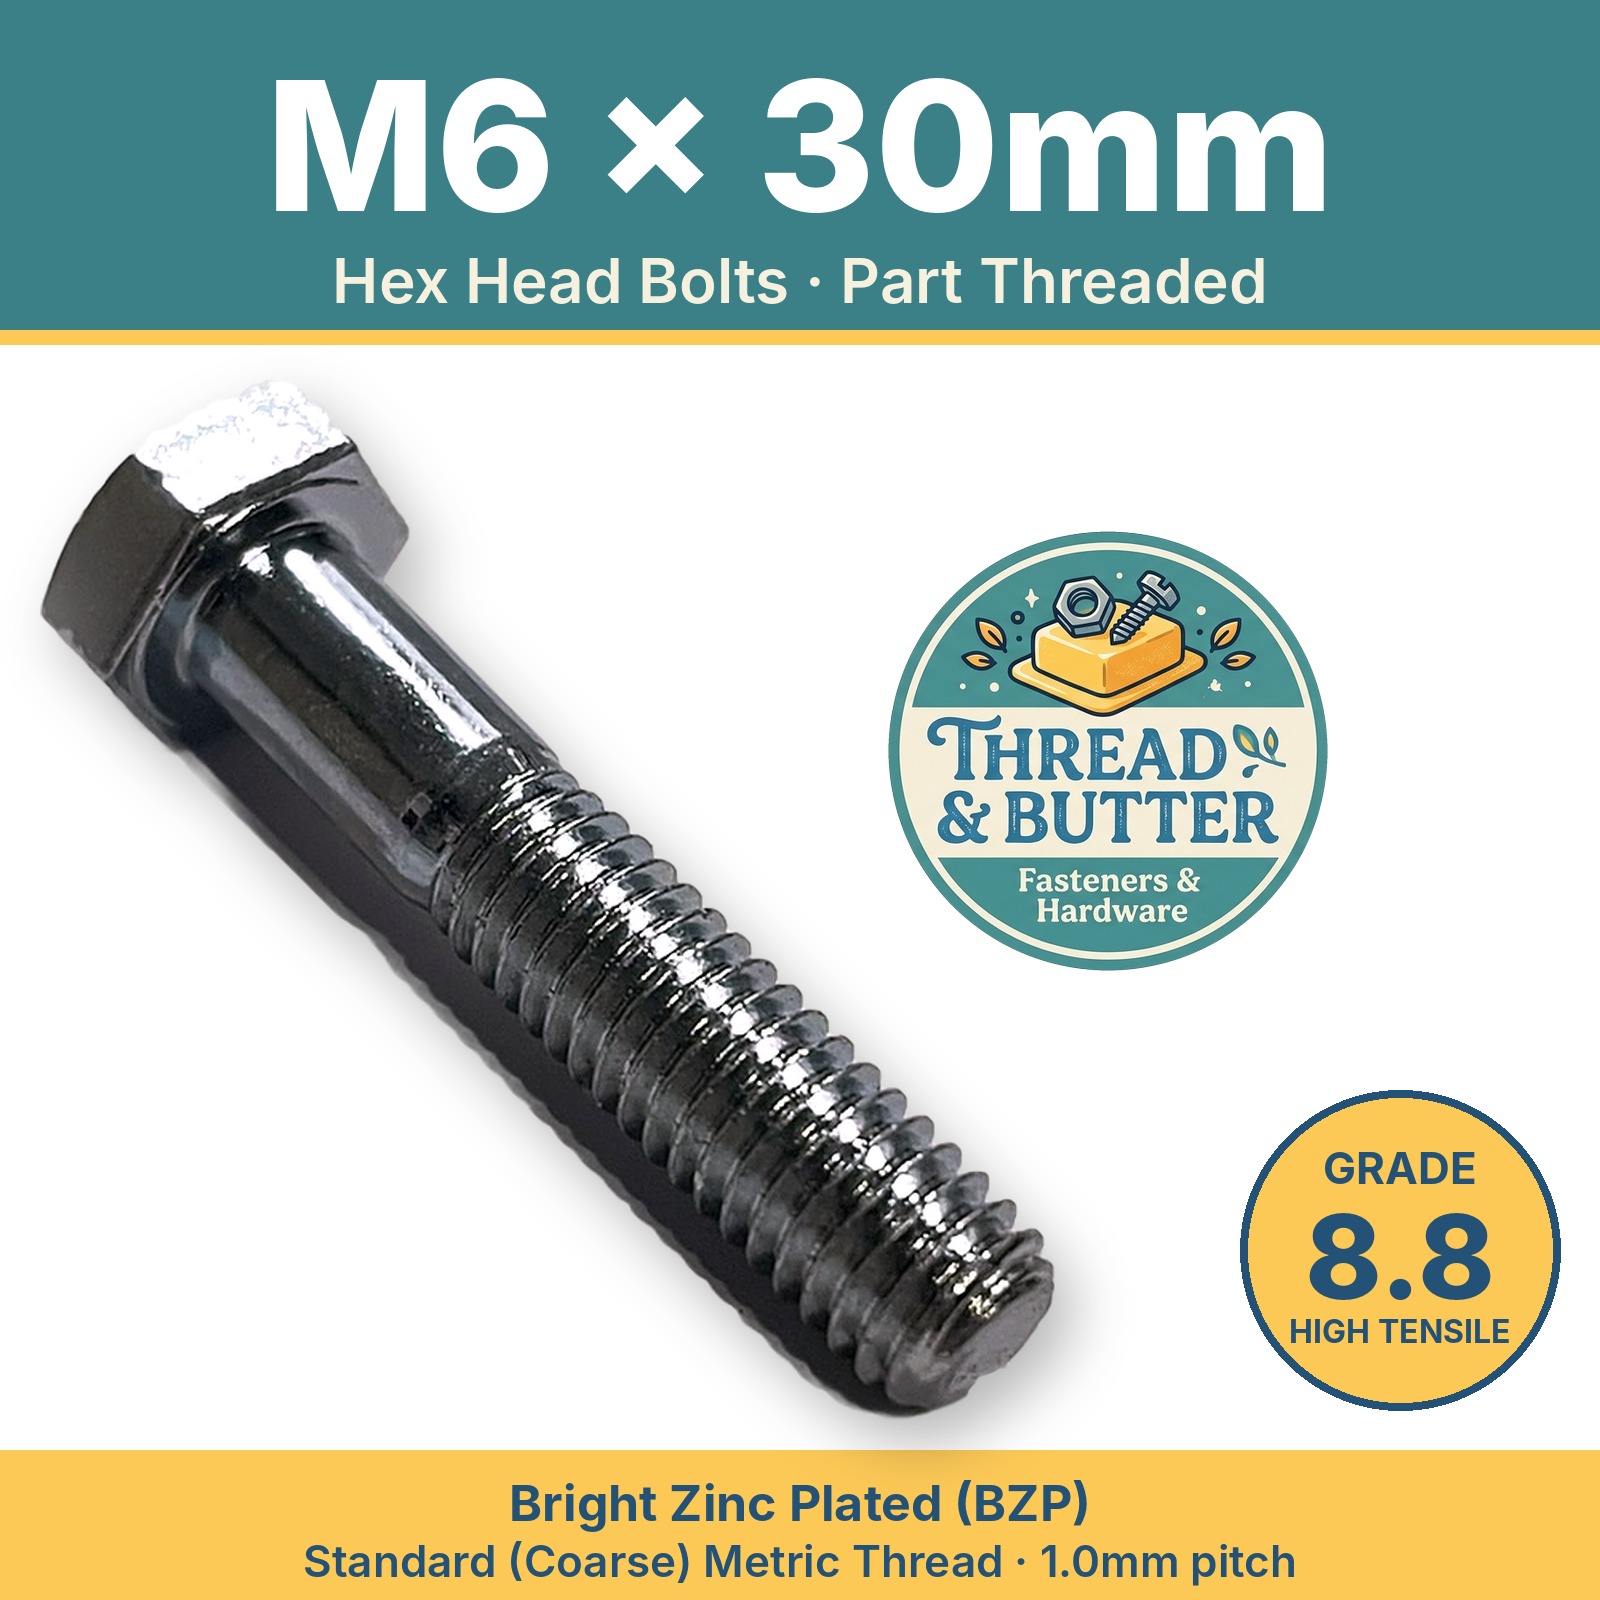 M6 × 30mm
Hex Head Bolts · Part Threaded
THREAD
& BUTTER
Fasteners &
Hardware
GRADE
8.8
HIGH TENSILE
Bright Zinc Plated (BZP)
Standard (Coarse) Metric Thread · 1.0mm pitch